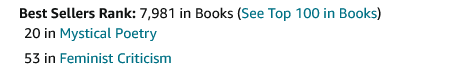 Best Sellers Rank: 7,981 in Books (See Top 100 in Books)
20 in Mystical Poetry
53 in Feminist Criticism